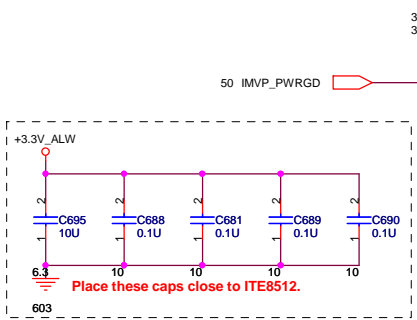 3
3
50 IMVP_PWRGD
+3.3V_ALW
2 2 2 2 2
C695 C688 C681 C689 C690
10U 0.1U 0.1U 0.1U 0.1U
1 1 1 1 1
6.3 10 10 10 10
Place these caps close to ITE8512.
603